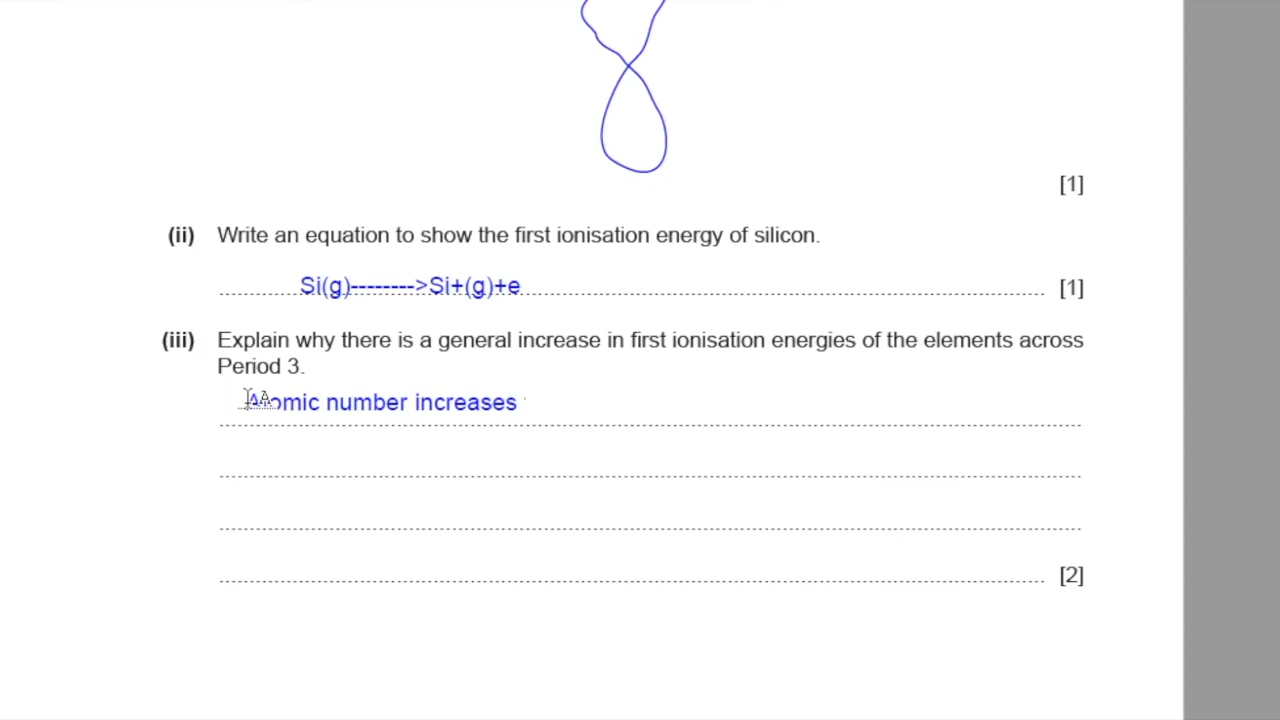 [1]
(ii) Write an equation to show the first ionisation energy of silicon.
Si(g)-------->Si+(g)+e [1]
(iii) Explain why there is a general increase in first ionisation energies of the elements across
Period 3.
Atomic number increases
[2]